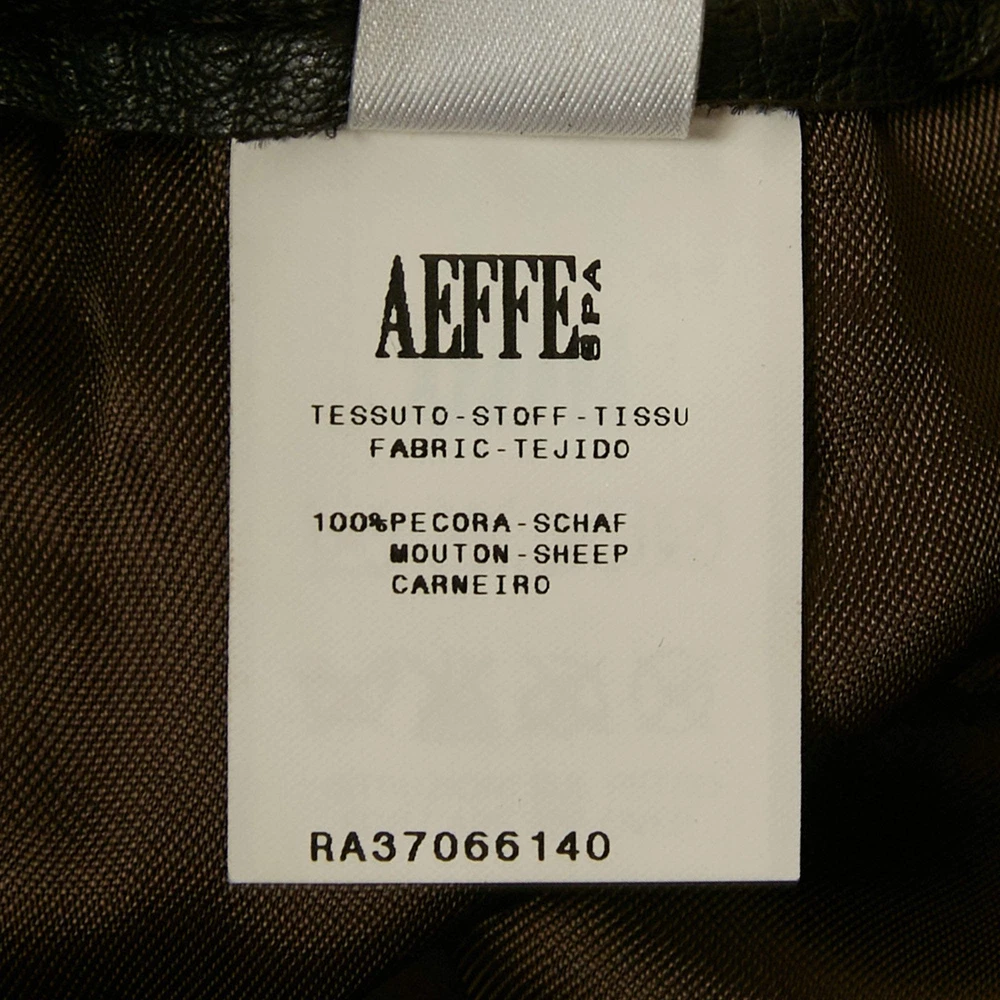 AEFFE SPA
TESSUTO-STOFF-TISSU
FABRIC-TEJIDO
100%PECORA-SCHAF
MOUTON-SHEEP
CARNEIRO
RA37066140